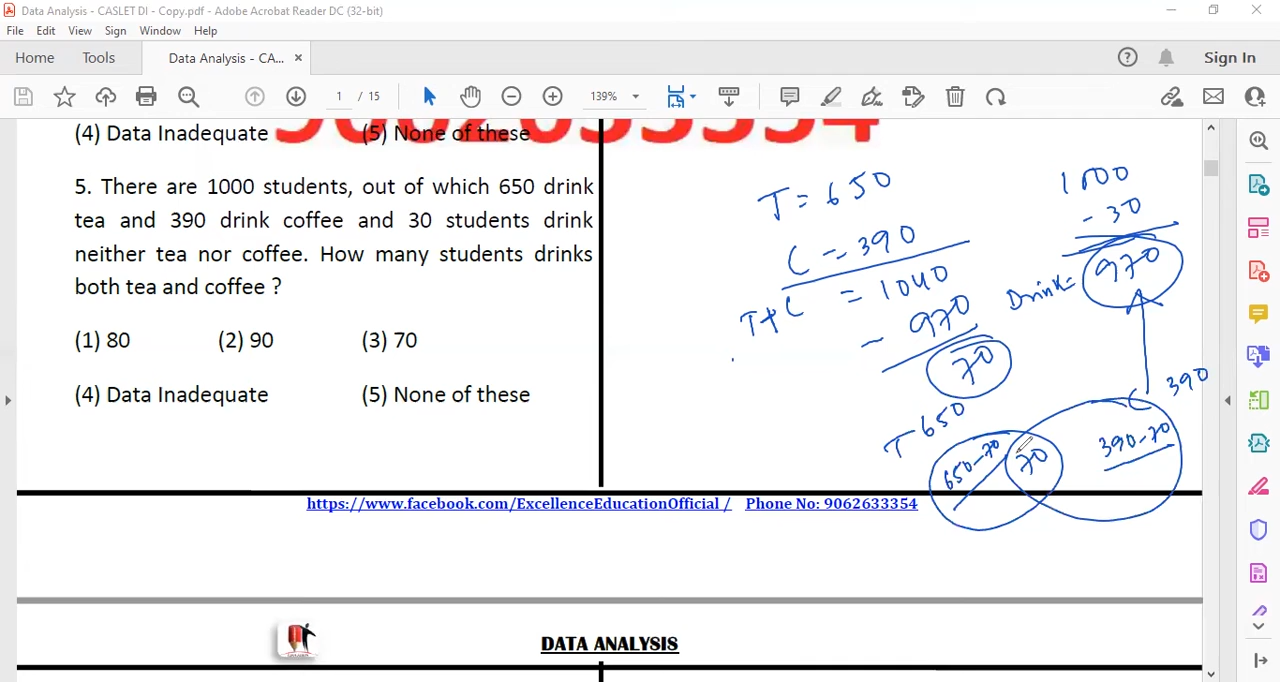 Data Analysis - CASLET DI - Copy.pdf - Adobe Acrobat Reader DC (32-bit)
File Edit View Sign Window Help
Home Tools Data Analysis - CA... × Sign In
1 / 15 139%
(4) Data Inadequate (5) None of these
9062633354
5. There are 1000 students, out of which 650 drink
tea and 390 drink coffee and 30 students drink
neither tea nor coffee. How many students drinks
both tea and coffee ?
(1) 80 (2) 90 (3) 70
(4) Data Inadequate (5) None of these
T = 650
C = 390
T+C = 1040
- 970
70
1000
- 30
Drink = 970
T 650
C 390
650-70 70 390-70
https://www.facebook.com/ExcellenceEducationOfficial / Phone No: 9062633354
DATA ANALYSIS